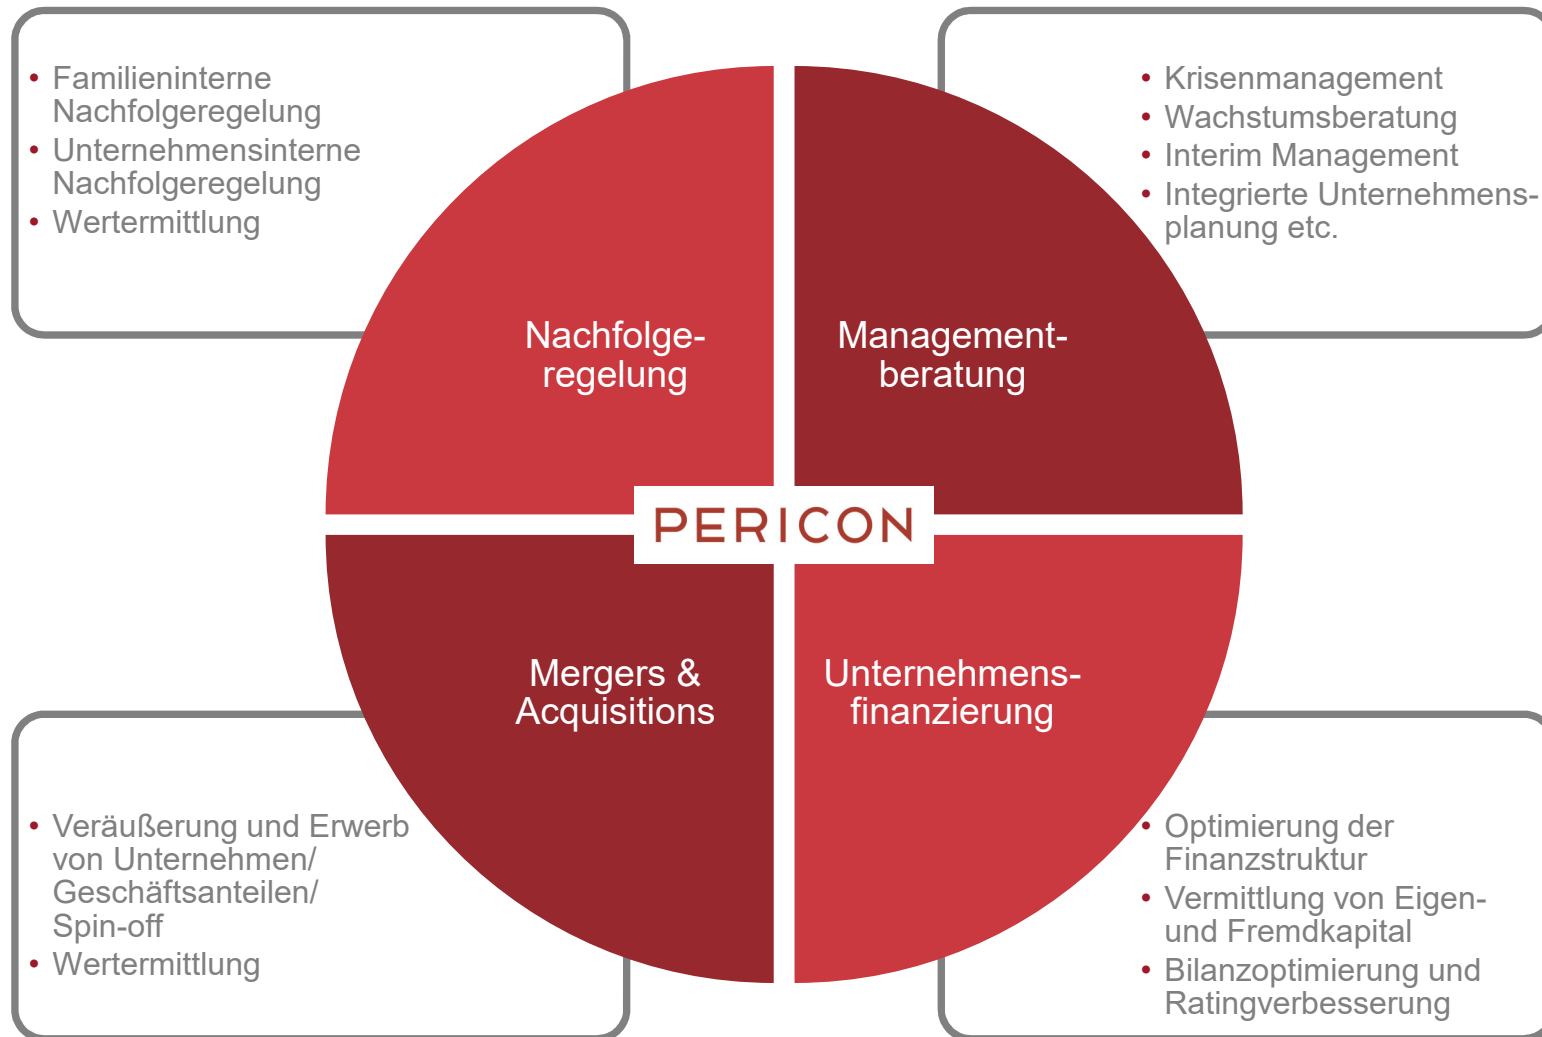 • Familieninterne
Nachfolgeregelung
• Unternehmensinterne
Nachfolgeregelung
• Wertermittlung
• Krisenmanagement
• Wachstumsberatung
• Interim Management
• Integrierte Unternehmens-
planung etc.
Nachfolge-
regelung
Management-
beratung
PERICON
Mergers &
Acquisitions
Unternehmens-
finanzierung
• Veräußerung und Erwerb
von Unternehmen/
Geschäftsanteilen/
Spin-off
• Wertermittlung
• Optimierung der
Finanzstruktur
• Vermittlung von Eigen-
und Fremdkapital
• Bilanzoptimierung und
Ratingverbesserung